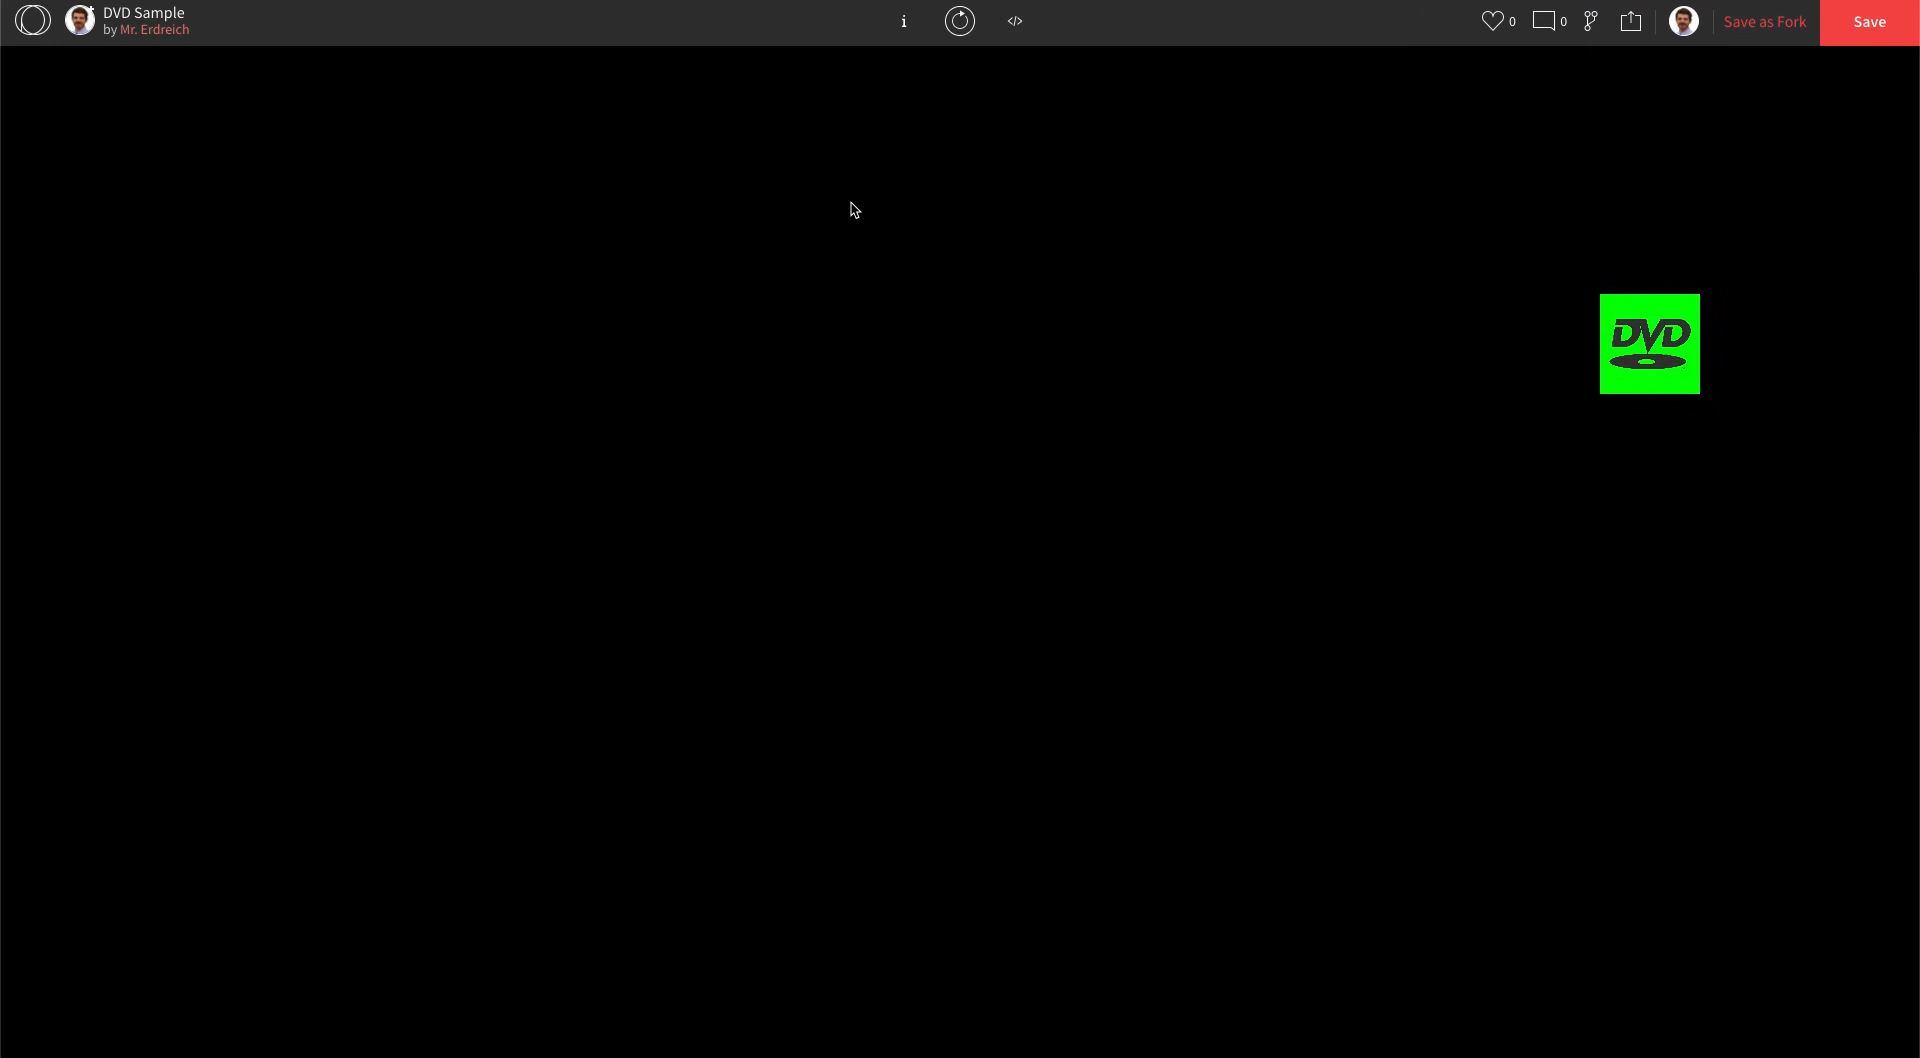 DVD Sample
by Mr. Erdreich
i
</>
0
0
Save as Fork
Save
DVD